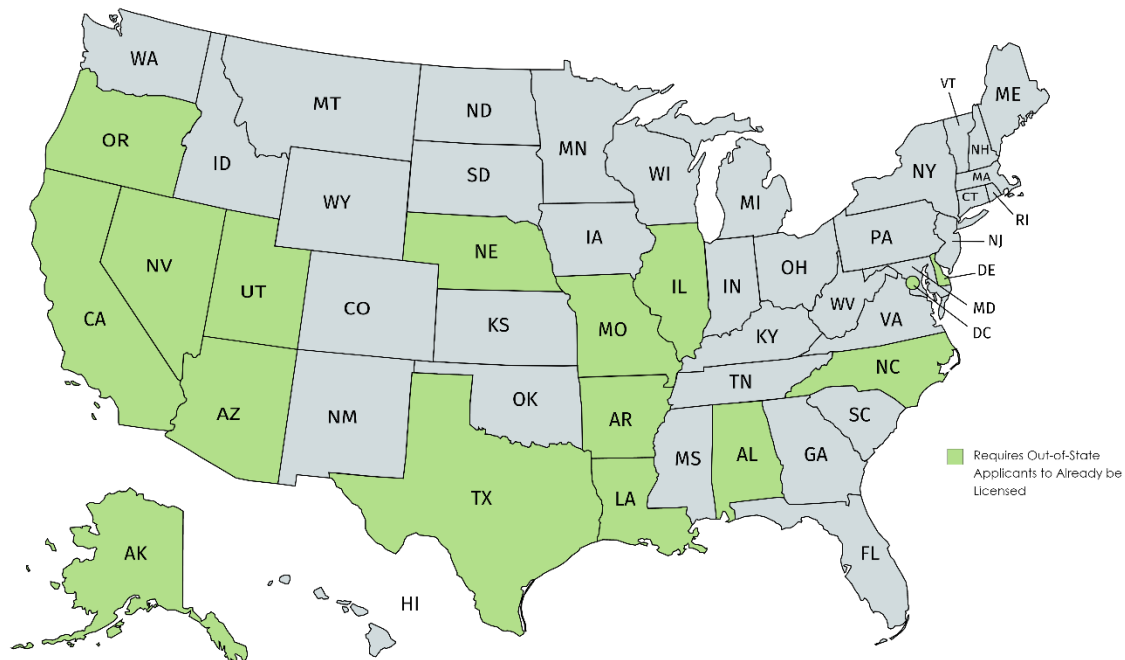 WA
MT
ND
MN
VT
ME
OR
ID
SD
WI
NY
NH
MA
WY
MI
CT
RI
IA
PA
NJ
NE
OH
NV
UT
IL
IN
DE
CA
CO
WV
MD
KS
MO
VA
DC
KY
NC
TN
AZ
NM
OK
AR
SC
MS
AL
GA
Requires Out-of-State
Applicants to Already be
Licensed
TX
LA
AK
FL
HI